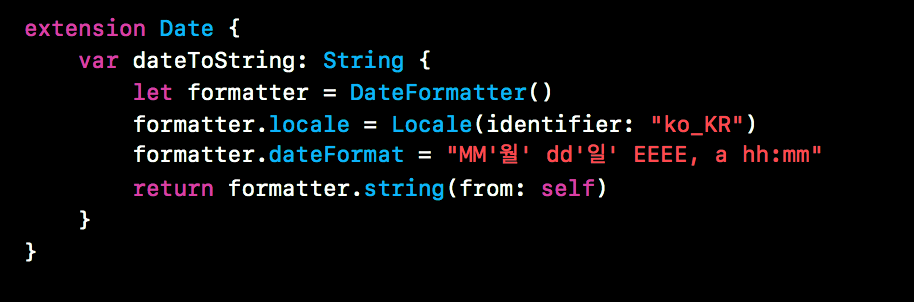 extension Date {
    var dateToString: String {
        let formatter = DateFormatter()
        formatter.locale = Locale(identifier: "ko_KR")
        formatter.dateFormat = "MM'월' dd'일' EEEE, a hh:mm"
        return formatter.string(from: self)
    }
}